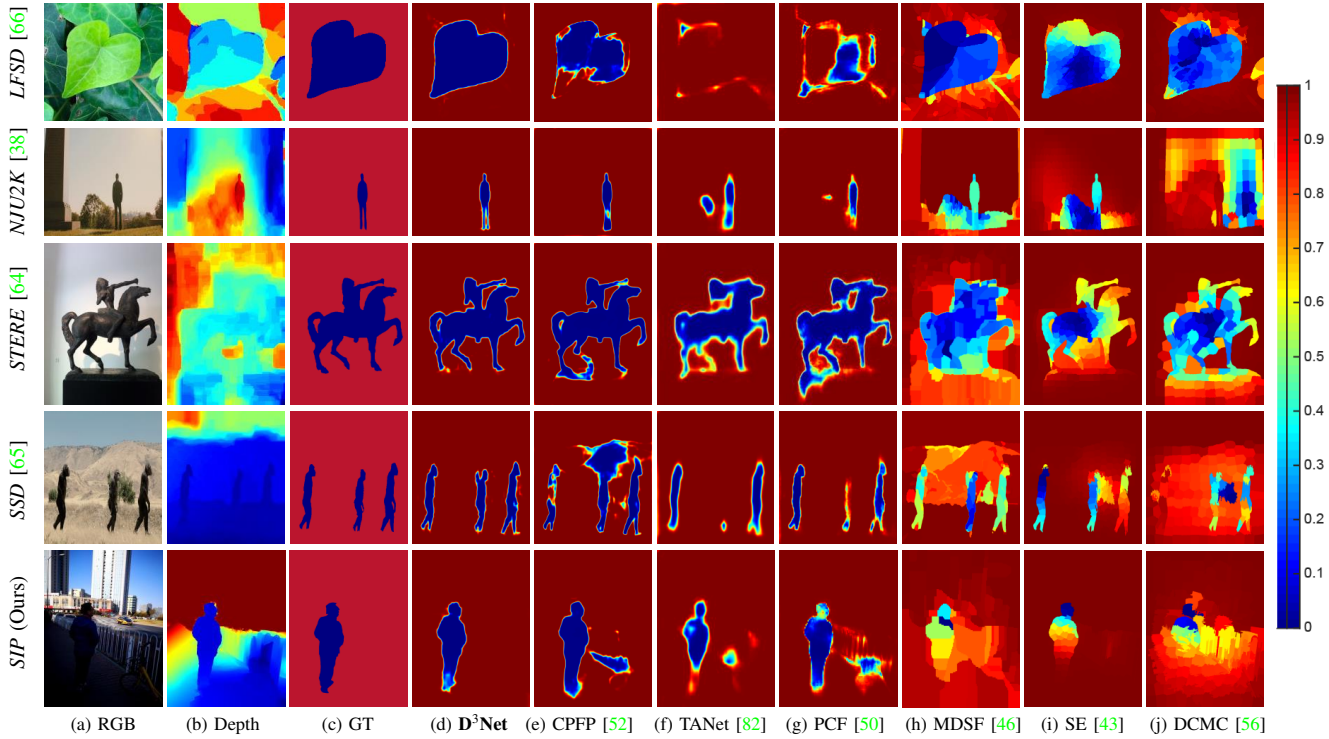 LFSD [66]
NJU2K [38]
STERE [64]
SSD [65]
SIP (Ours)
1
0.9
0.8
0.7
0.6
0.5
0.4
0.3
0.2
0.1
0
(a) RGB (b) Depth (c) GT (d) D³Net (e) CPFP [52] (f) TANet [82] (g) PCF [50] (h) MDSF [46] (i) SE [43] (j) DCMC [56]